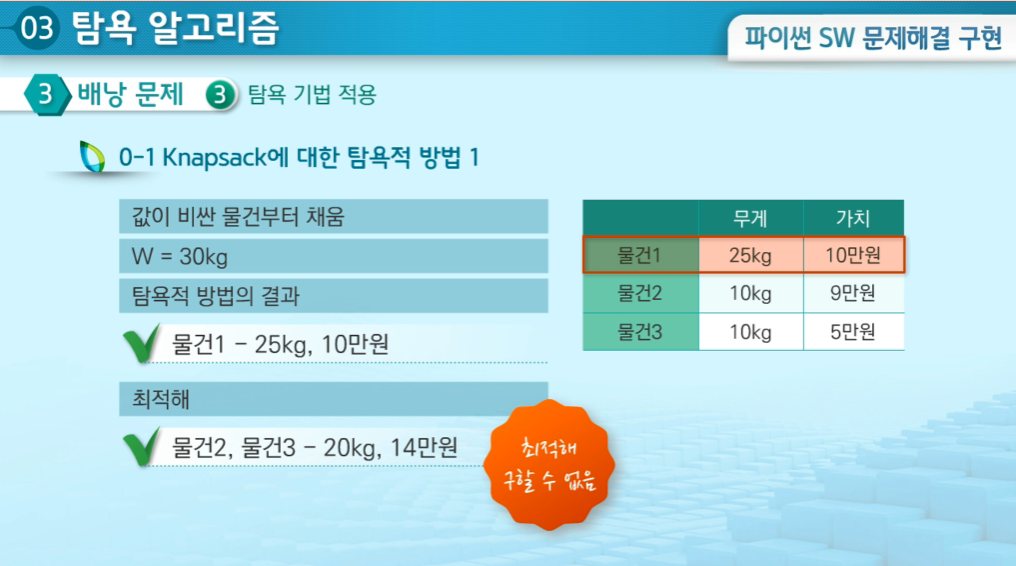 03 탐욕 알고리즘
파이썬 SW 문제해결 구현
3 배낭 문제 3 탐욕 기법 적용
0-1 Knapsack에 대한 탐욕적 방법 1
값이 비싼 물건부터 채움
W = 30kg
탐욕적 방법의 결과
물건1 - 25kg, 10만원
최적해
물건2, 물건3 - 20kg, 14만원
최적해
구할 수 없음
무게 가치
물건1 25kg 10만원
물건2 10kg 9만원
물건3 10kg 5만원